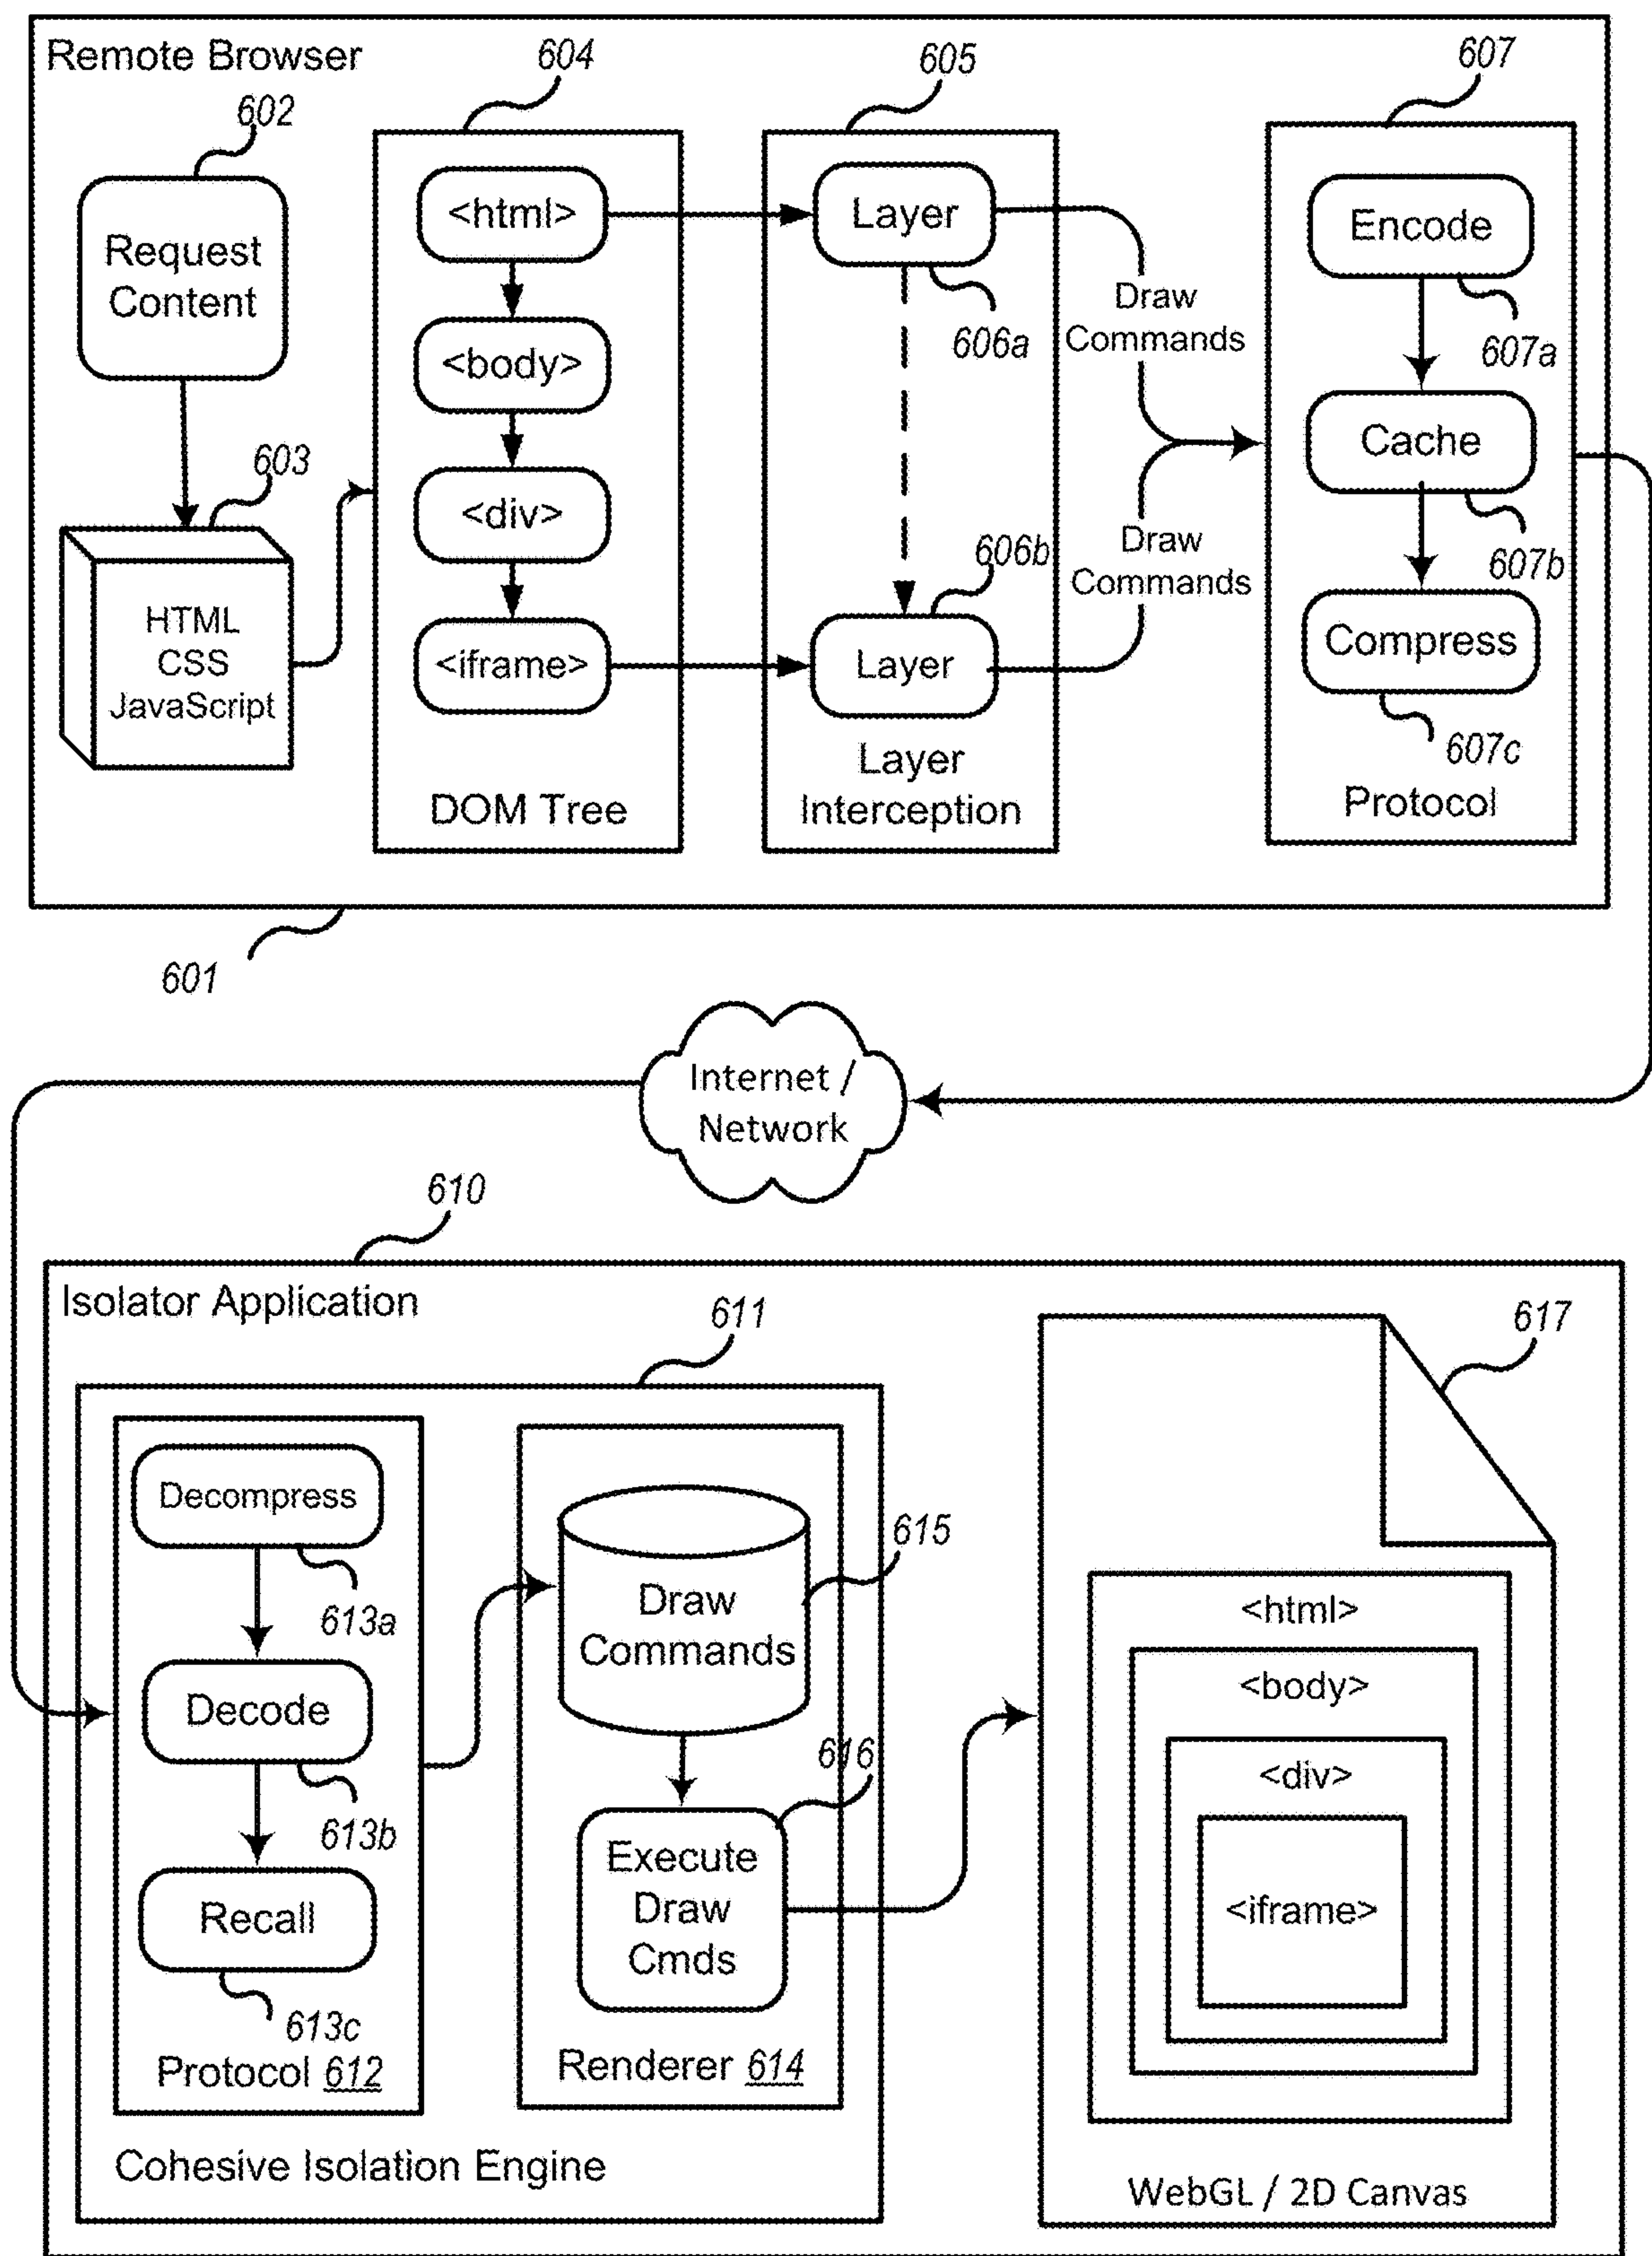 Remote Browser
602
Request
Content
603
HTML
CSS
JavaScript
604
<html>
<body>
<div>
<iframe>
DOM Tree
605
Layer
606a
606b
Layer
Layer
Interception
Draw
Commands
Draw
Commands
607
Encode
607a
Cache
607b
Compress
607c
Protocol
601
Internet /
Network
610
Isolator Application
611
Decompress
613a
Decode
613b
Recall
613c
Protocol 612
Draw
Commands
615
616
Execute
Draw
Cmds
Renderer 614
Cohesive Isolation Engine
617
<html>
<body>
<div>
<iframe>
WebGL / 2D Canvas